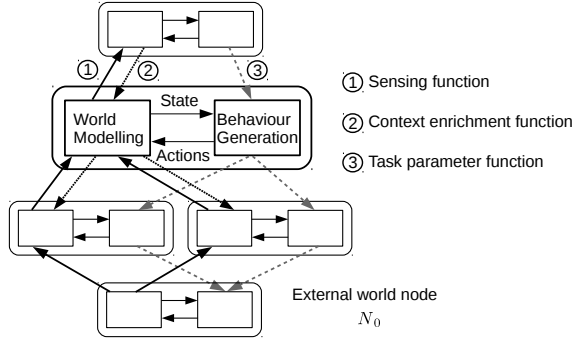 1 2 3
1 Sensing function
2 Context enrichment function
3 Task parameter function
State
World Modelling
Behaviour Generation
Actions
External world node
N₀